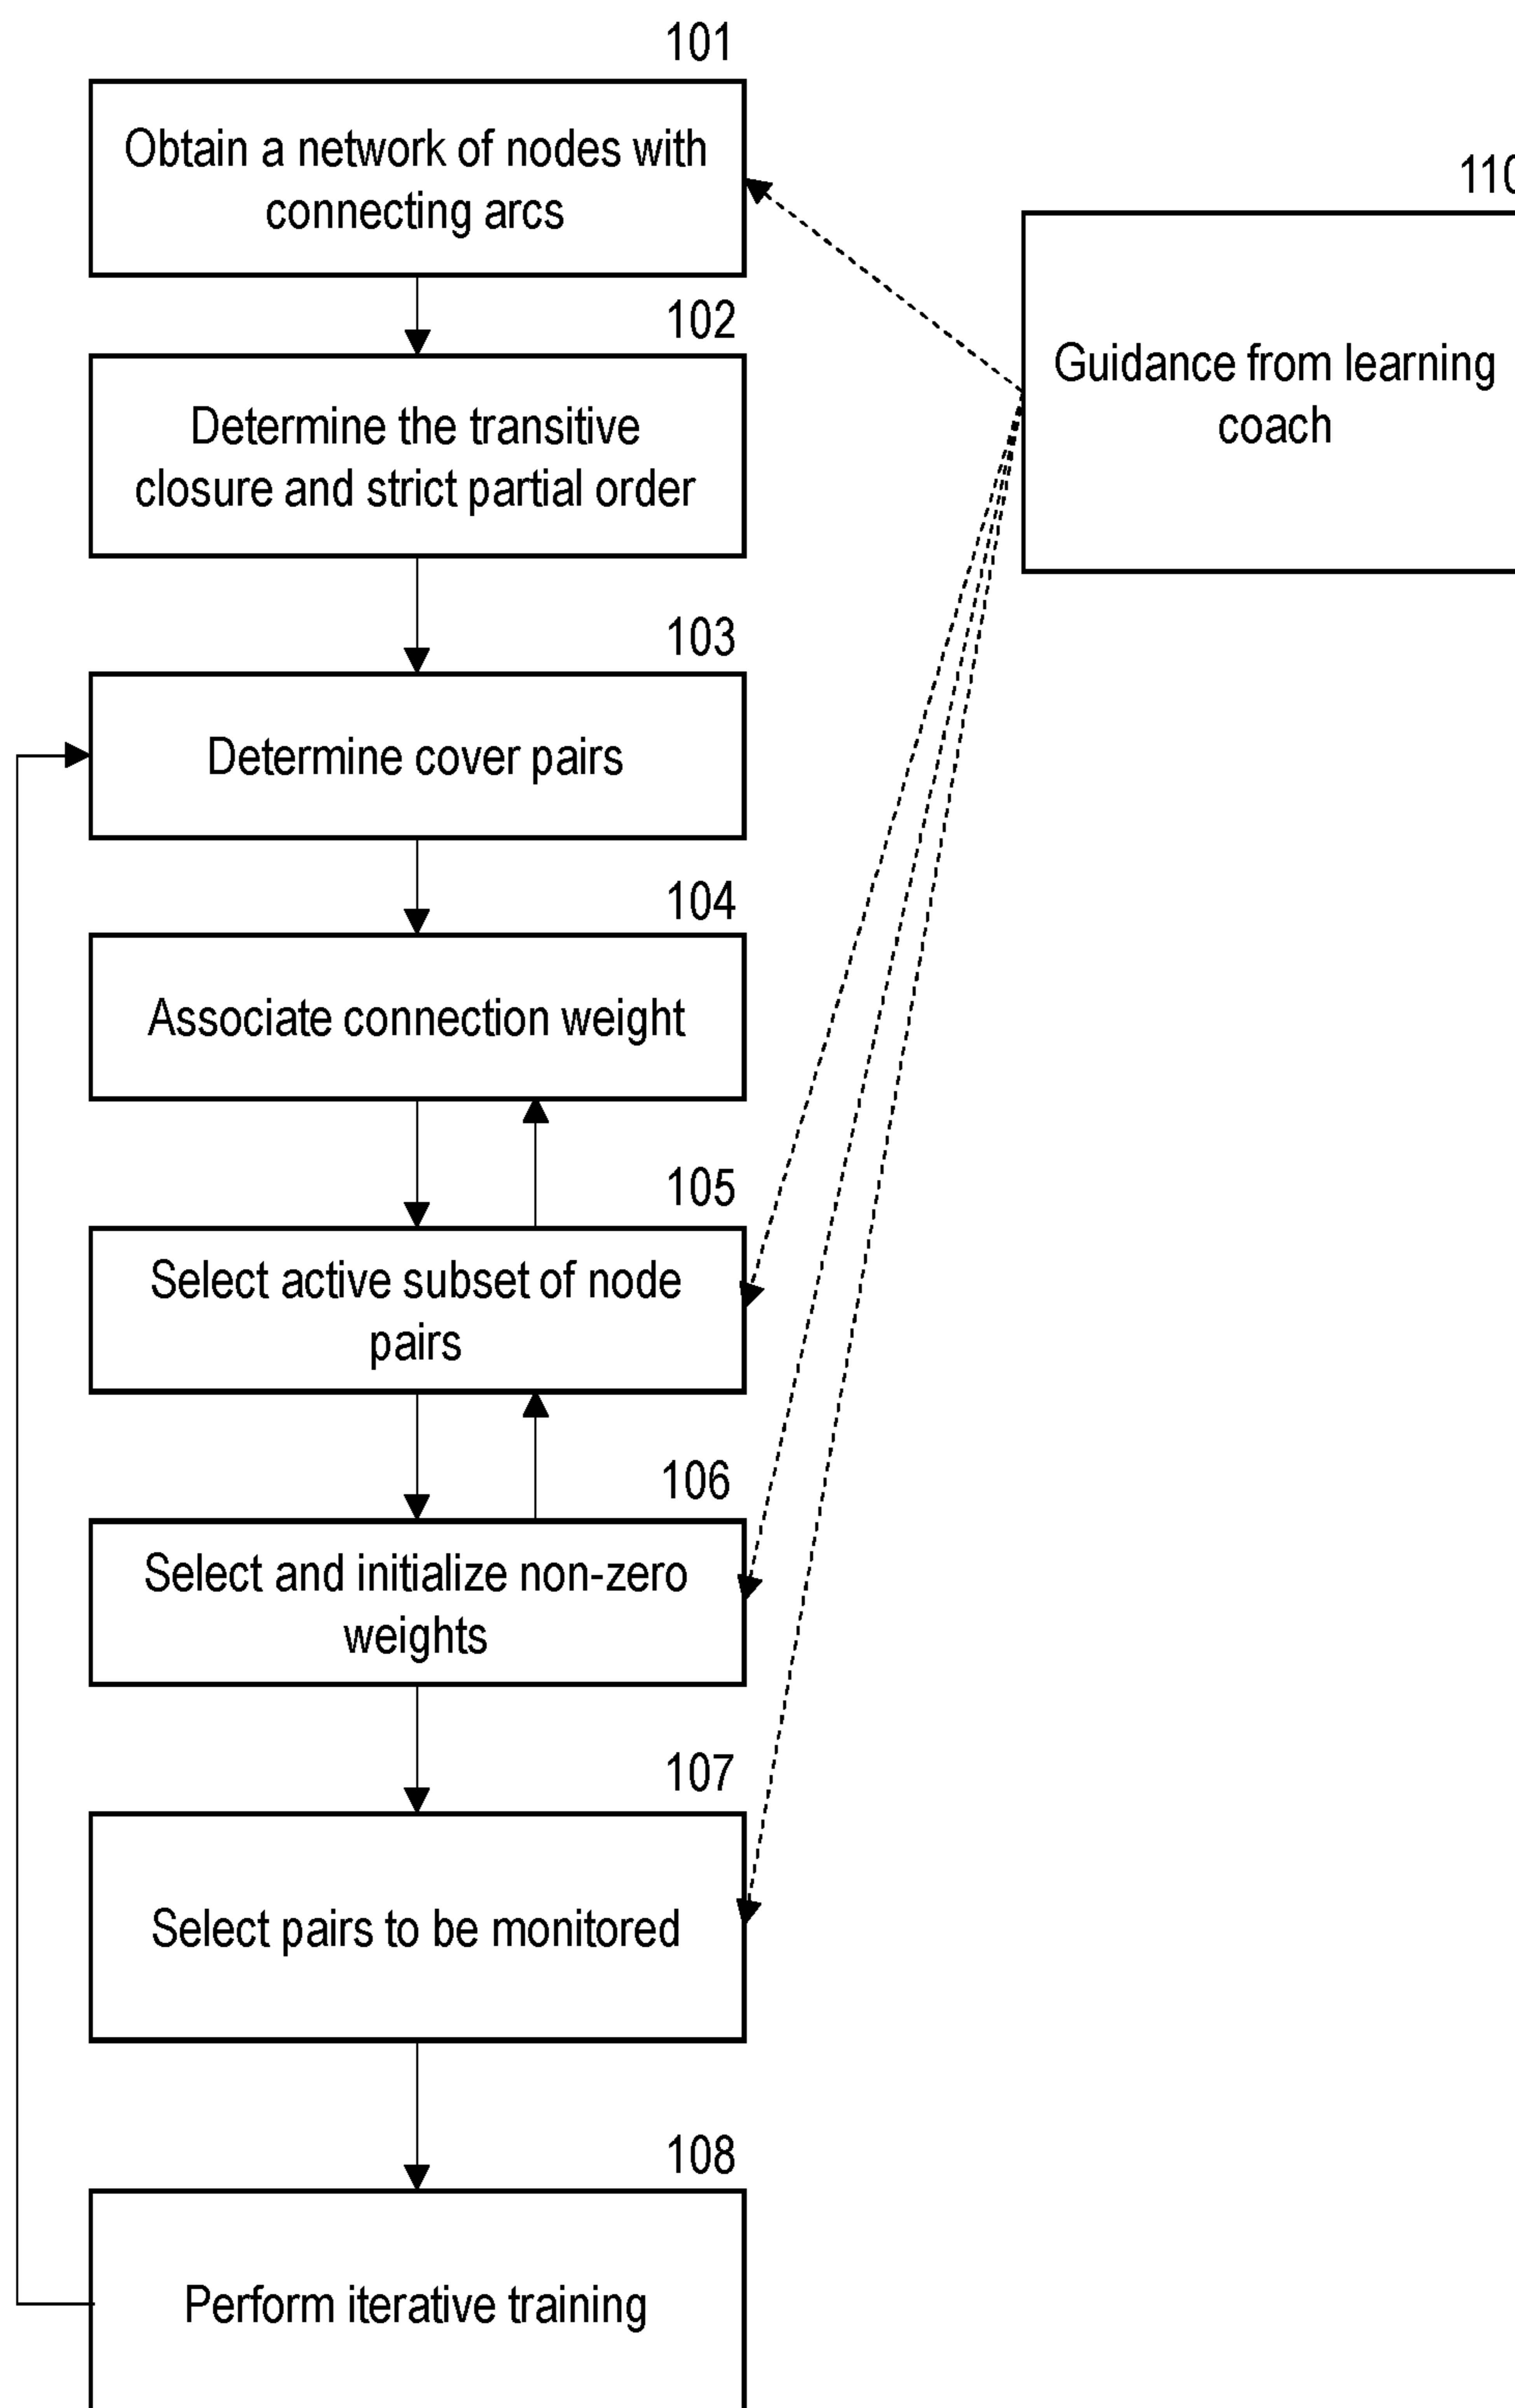 101
Obtain a network of nodes with
connecting arcs
110
Guidance from learning
coach
102
Determine the transitive
closure and strict partial order
103
Determine cover pairs
104
Associate connection weight
105
Select active subset of node
pairs
106
Select and initialize non-zero
weights
107
Select pairs to be monitored
108
Perform iterative training